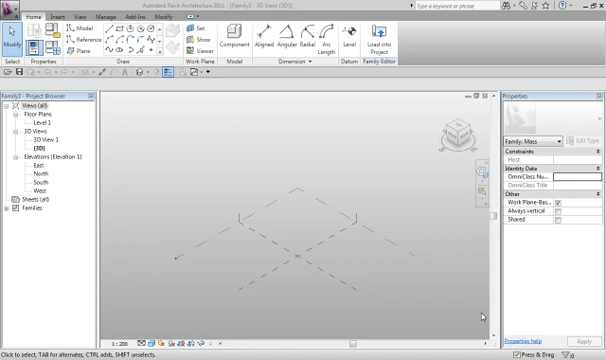 Autodesk Revit Architecture 2011 - [Family3 - 3D View: {3D}]
Type a keyword or phrase
Home Insert View Manage Add-Ins Modify
Modify
Model
Reference
Plane
Set
Show
Viewer
Component
Aligned Angular Radial Arc Length
Level
Load into Project
Select Properties Draw Work Plane Model Dimension Datum Family Editor
Family3 - Project Browser
Views (all)
Floor Plans
Level 1
3D Views
3D View 1
{3D}
Elevations (Elevation 1)
East
North
South
West
Sheets (all)
Families
Properties
Family: Mass
Edit Type
Constraints
Host
Identity Data
OmniClass Nu...
OmniClass Title
Other
Work Plane-Bas...
Always vertical
Shared
Properties help
Apply
1 : 200
Click to select, TAB for alternates, CTRL adds, SHIFT unselects.
Press & Drag
:0